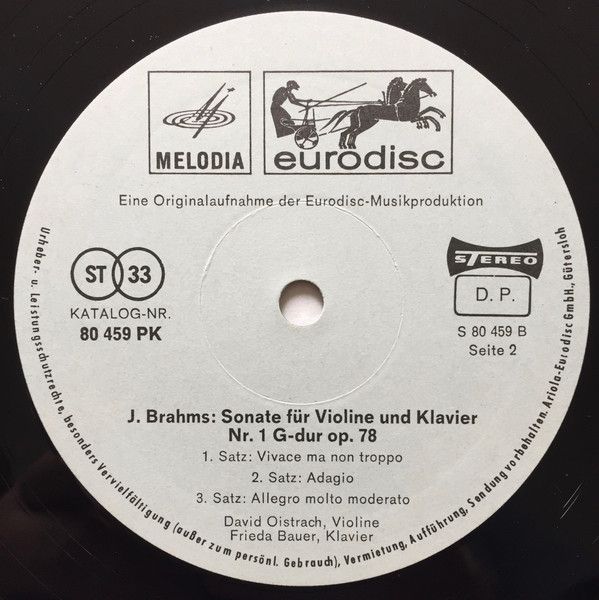 MELODIA
eurodisc
Eine Originalaufnahme der Eurodisc-Musikproduktion
ST 33
KATALOG-NR.
80 459 PK
STEREO
D. P.
S 80 459 B
Seite 2
J. Brahms: Sonate für Violine und Klavier
Nr. 1 G-dur op. 78
1. Satz: Vivace ma non troppo
2. Satz: Adagio
3. Satz: Allegro molto moderato
David Oistrach, Violine
Frieda Bauer, Klavier
Urheber- u. leistungsschutzrechte, besonders Vervielfältigung (außer zum persönl. Gebrauch), Vermietung, Aufführung, Sendung vorbehalten. Ariola-Eurodisc GmbH., Gütersloh